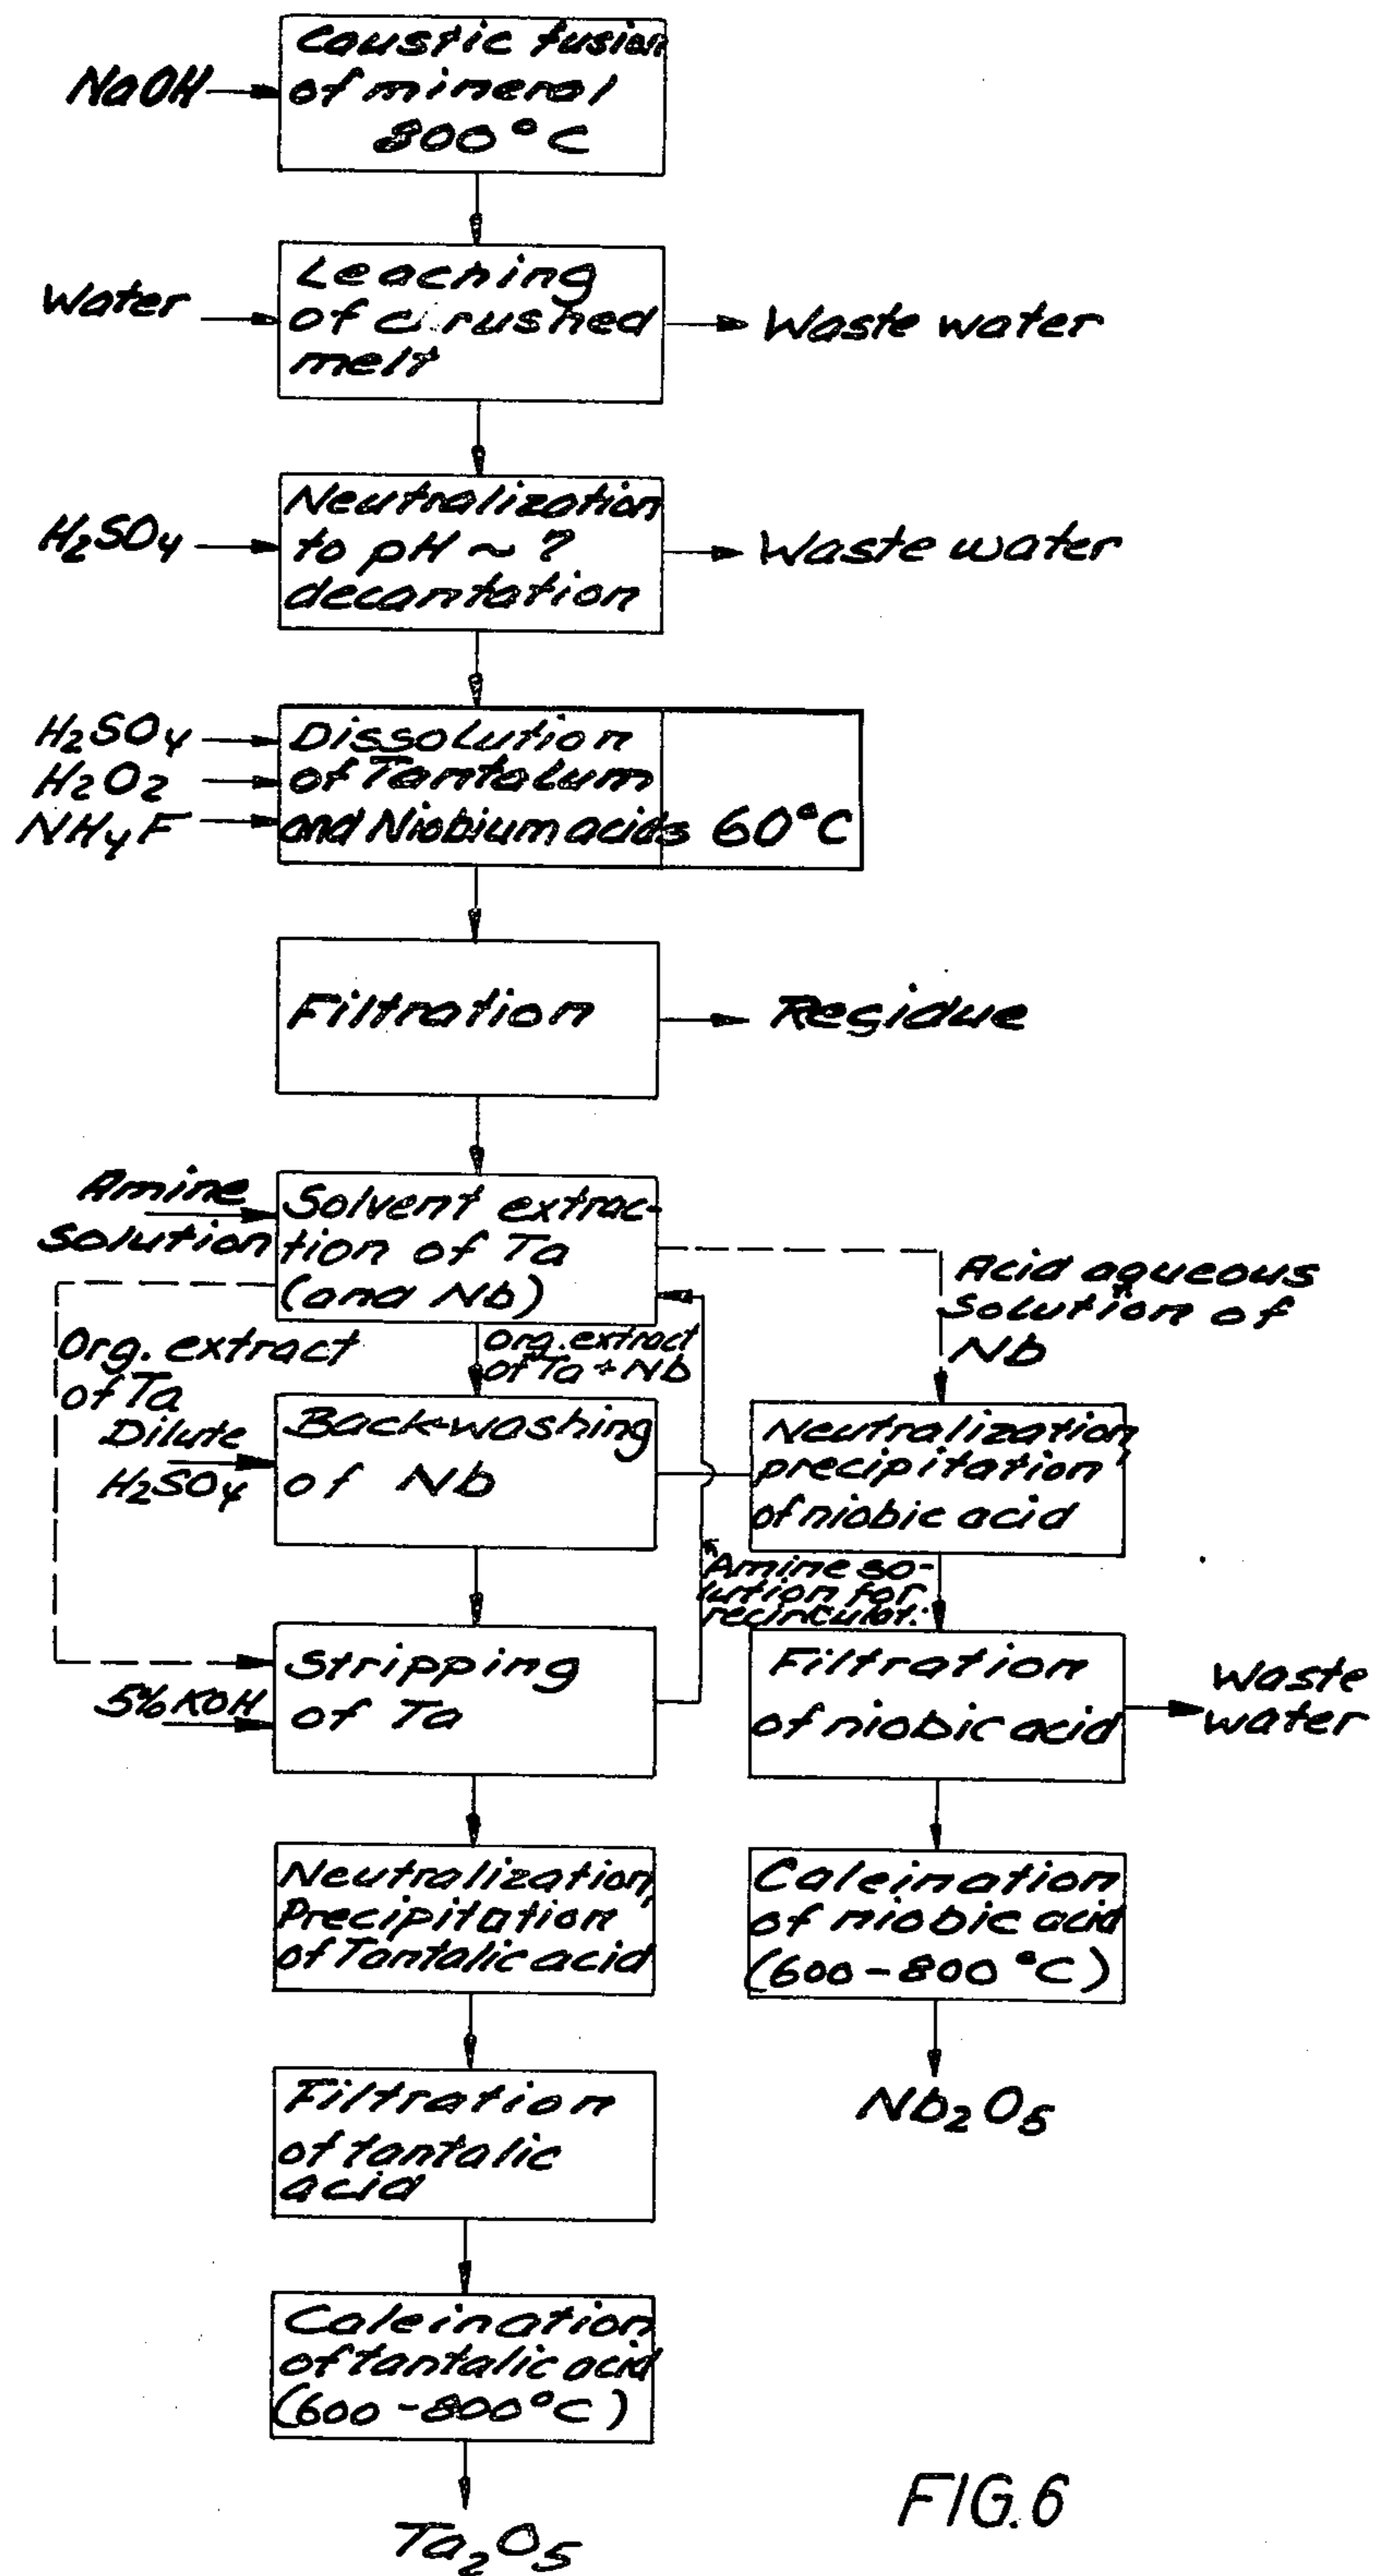 Caustic fusion
of mineral
800°C
NaOH
Leaching
of crushed
melt
Water
Waste water
Neutralization
to pH ~ ?
decantation
H2SO4
Waste water
H2SO4
H2O2
NH4F
Dissolution
of Tantalum
and Niobium acids 60°C
Filtration
Residue
Amine
solution
Solvent extrac-
tion of Ta
(and Nb)
Acid aqueous
solution of
Nb
Org. extract
of Ta
Org. extract
of Ta + Nb
Dilute
H2SO4
Back-washing
of Nb
Neutralization,
precipitation
of niobic acid
Amine so-
lution for
recirculat.
5% KOH
Stripping
of Ta
Filtration
of niobic acid
Waste
water
Neutralization,
Precipitation
of Tantalic acid
Caleination
of niobic acid
(600-800°C)
Nb2O5
Filtration
of tantalic
acid
Caleination
of tantalic acid
(600-800°C)
Ta2O5
FIG.6